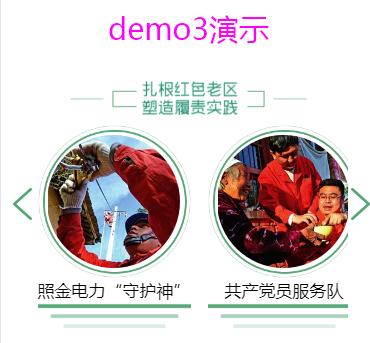 demo3演示
扎根红色老区
塑造履责实践
照金电力“守护神”
共产党员服务队